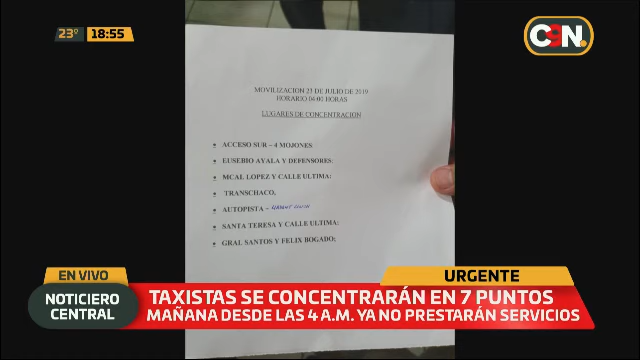 23°
18:55
C9N.
MOVILIZACION 23 DE JULIO DE 2019
HORARIO 04:00 HORAS
LUGARES DE CONCENTRACION
• ACCESO SUR – 4 MOJONES
• EUSEBIO AYALA Y DEFENSORES:
• MCAL LOPEZ Y CALLE ULTIMA:
• TRANSCHACO,
• AUTOPISTA –
• SANTA TERESA Y CALLE ULTIMA:
• GRAL SANTOS Y FELIX BOGADO:
EN VIVO
URGENTE
NOTICIERO CENTRAL
TAXISTAS SE CONCENTRARÁN EN 7 PUNTOS
MAÑANA DESDE LAS 4 A.M. YA NO PRESTARÁN SERVICIOS